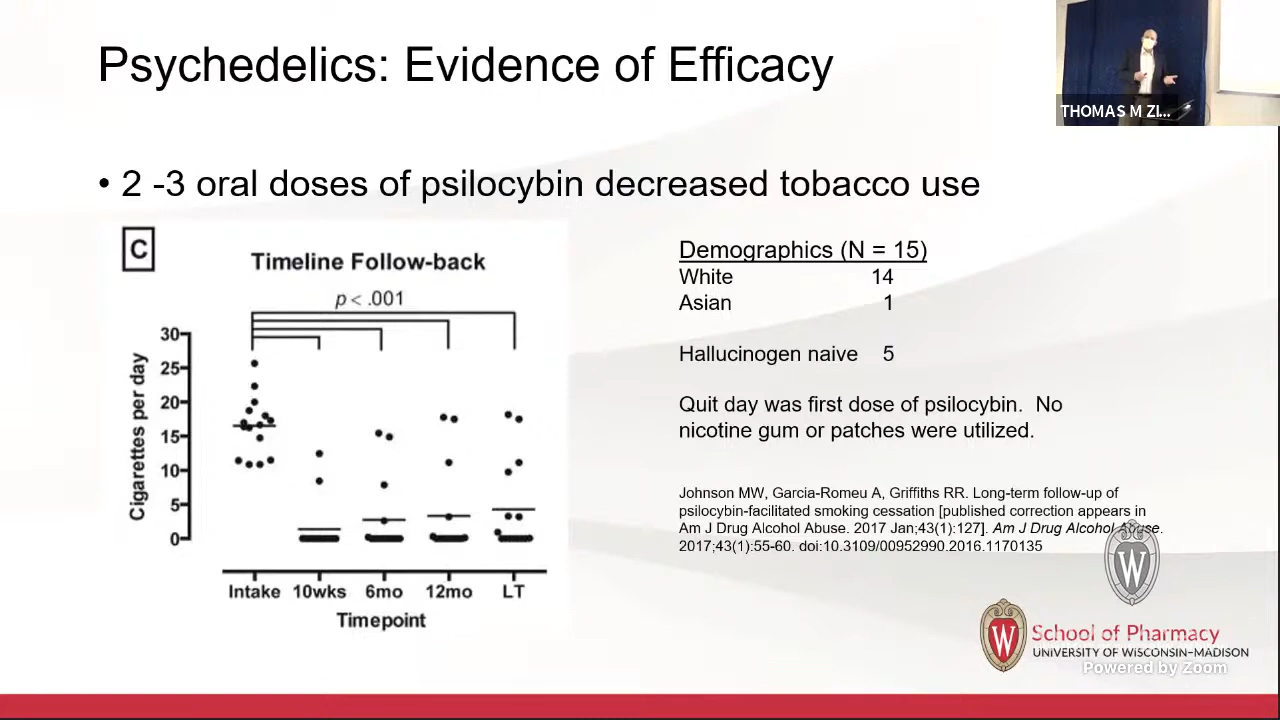 Psychedelics: Evidence of Efficacy
THOMAS M ZI...
• 2 -3 oral doses of psilocybin decreased tobacco use
C
Timeline Follow-back
p < .001
Cigarettes per day
30
25
20
15
10
5
0
Intake 10wks 6mo 12mo LT
Timepoint
Demographics (N = 15)
White 14
Asian 1
Hallucinogen naive 5
Quit day was first dose of psilocybin. No
nicotine gum or patches were utilized.
Johnson MW, Garcia-Romeu A, Griffiths RR. Long-term follow-up of
psilocybin-facilitated smoking cessation [published correction appears in
Am J Drug Alcohol Abuse. 2017 Jan;43(1):127]. Am J Drug Alcohol Abuse.
2017;43(1):55-60. doi:10.3109/00952990.2016.1170135
W
W
School of Pharmacy
UNIVERSITY OF WISCONSIN–MADISON
Powered by Zoom